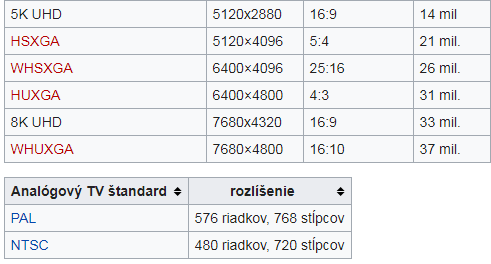 5K UHD 5120x2880 16:9 14 mil.
HSXGA 5120×4096 5:4 21 mil.
WHSXGA 6400×4096 25:16 26 mil.
HUXGA 6400×4800 4:3 31 mil.
8K UHD 7680x4320 16:9 33 mil.
WHUXGA 7680×4800 16:10 37 mil.
Analógový TV štandard rozlíšenie
PAL 576 riadkov, 768 stĺpcov
NTSC 480 riadkov, 720 stĺpcov